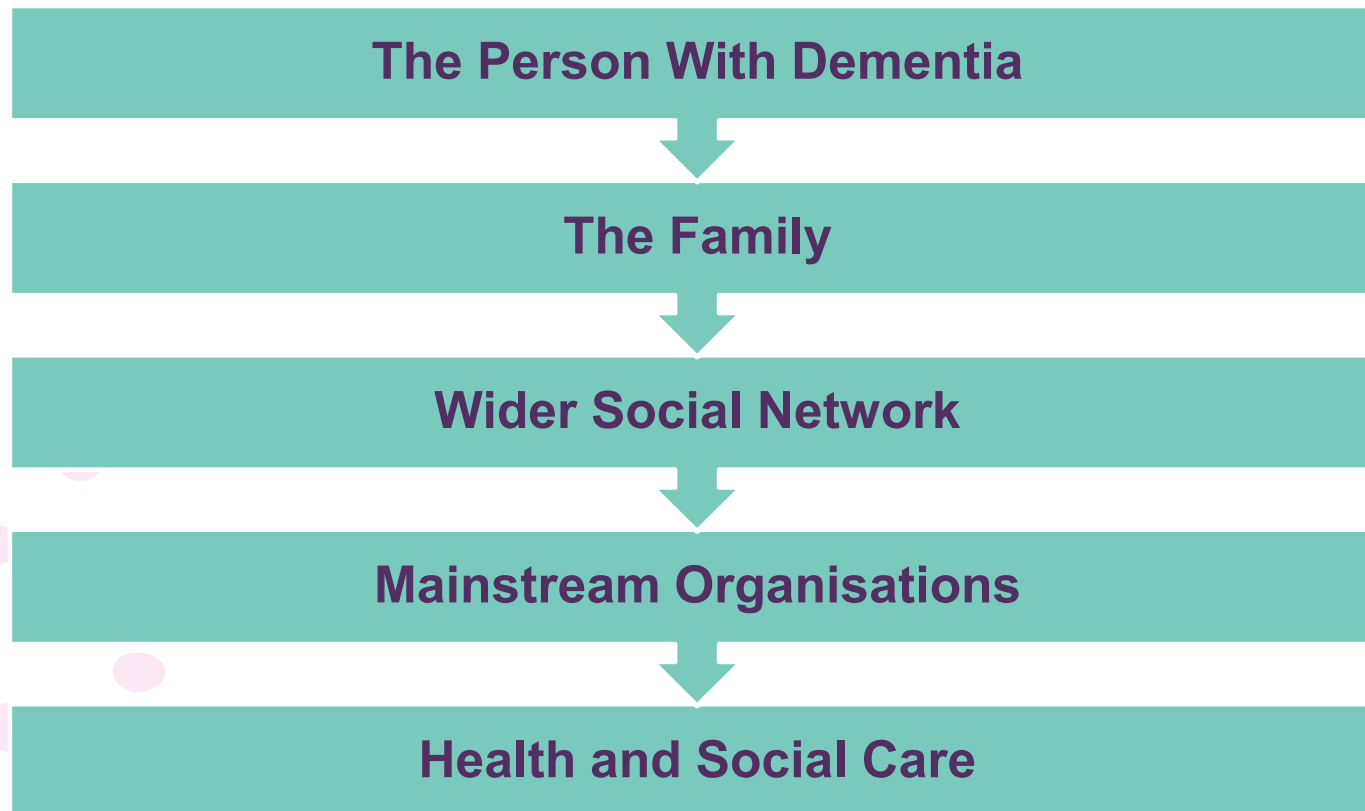 The Person With Dementia
The Family
Wider Social Network
Mainstream Organisations
Health and Social Care